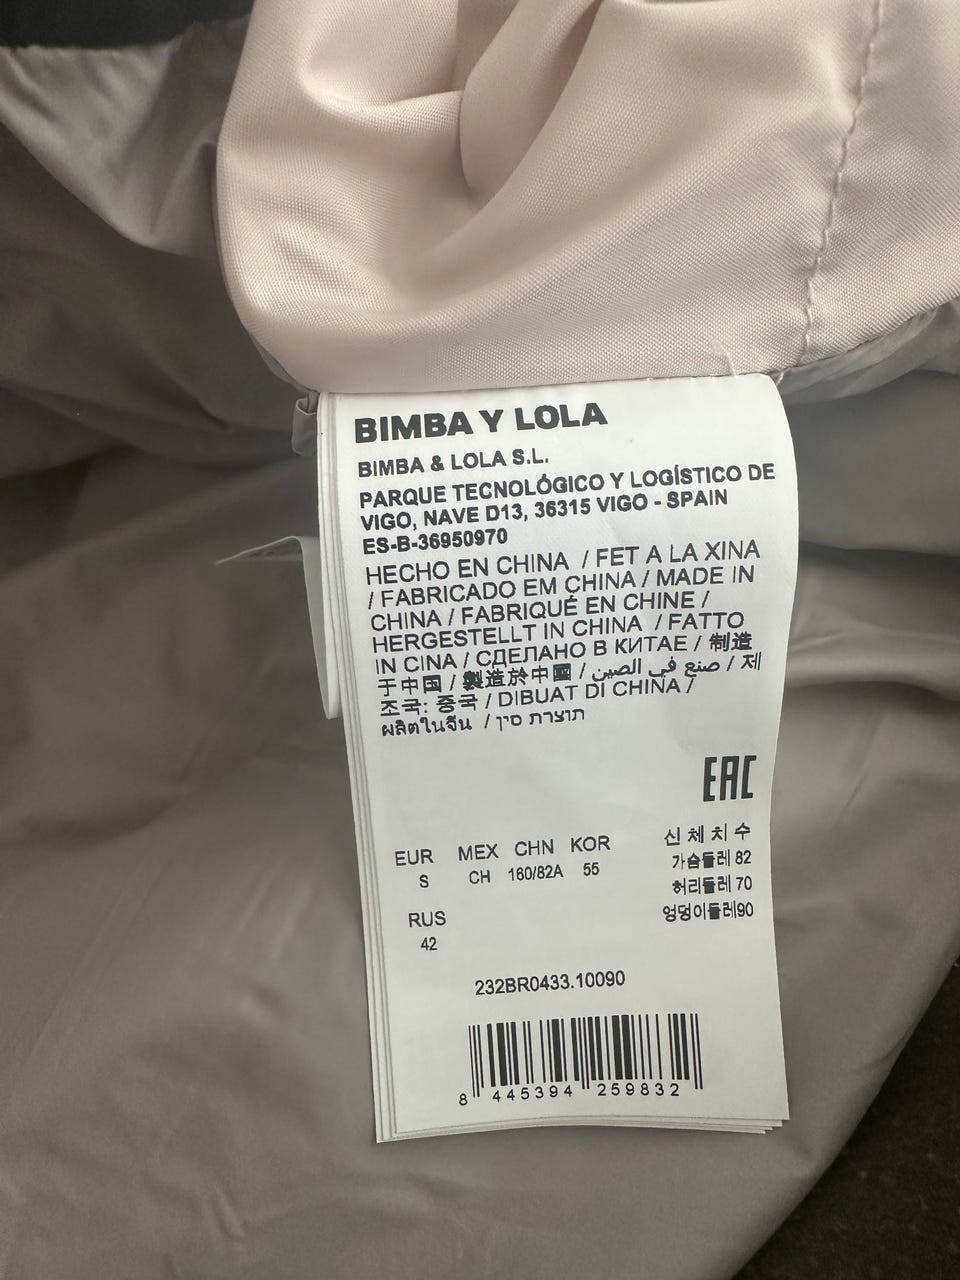 BIMBA Y LOLA
BIMBA & LOLA S.L.
PARQUE TECNOLÓGICO Y LOGÍSTICO DE
VIGO, NAVE D13, 36315 VIGO - SPAIN
ES-B-36950970
HECHO EN CHINA / FET A LA XINA
/ FABRICADO EM CHINA / MADE IN
CHINA / FABRIQUÉ EN CHINE /
HERGESTELLT IN CHINA / FATTO
IN CINA / СДЕЛАНО В КИТАЕ / 制造
于中国 / 製造於中國 / صنع في الصين / 제
조국: 중국 / DIBUAT DI CHINA /
ผลิตในจีน / תוצרת סין
EAC
EUR MEX CHN KOR 신체치수
S CH 160/82A 55 가슴둘레 82
허리둘레 70
RUS 엉덩이둘레90
42
232BR0433.10090
8 445394 259832